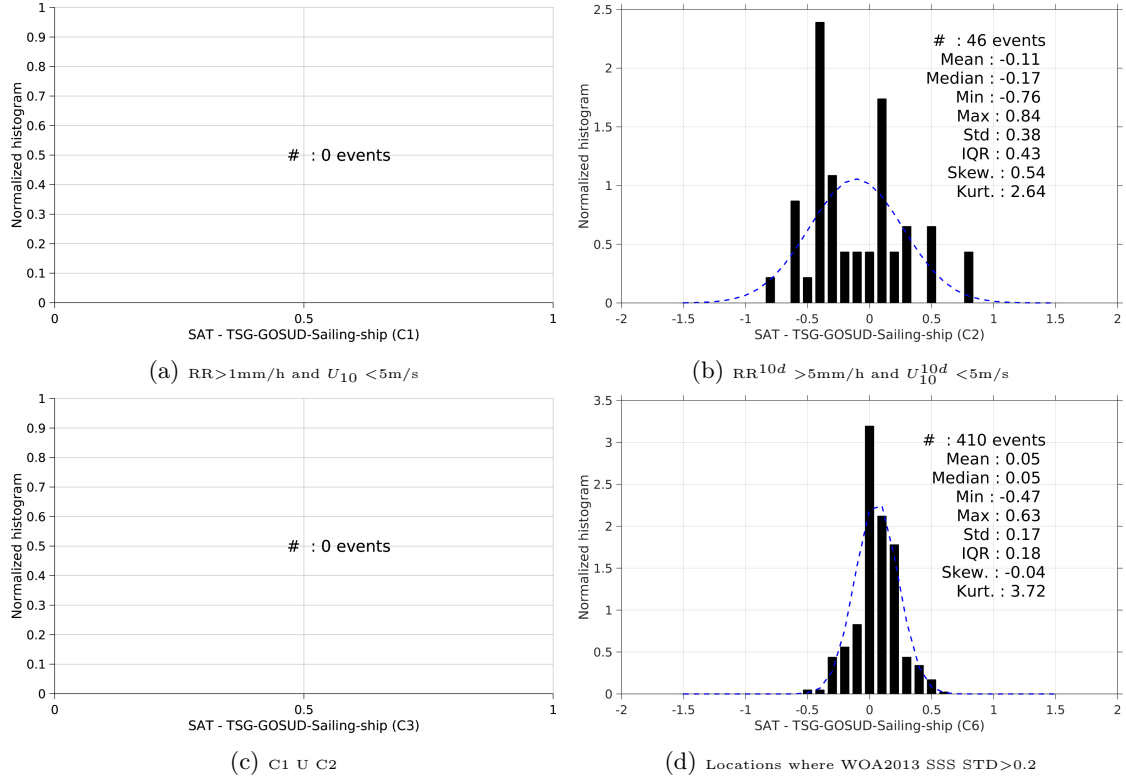 1
0.9
0.8
0.7
0.6
0.5
0.4
0.3
0.2
0.1
0
Normalized histogram
# : 0 events
0 0.5 1
SAT - TSG-GOSUD-Sailing-ship (C1)
(a) RR>1mm/h and U10 <5m/s
2.5
2
1.5
1
0.5
0
Normalized histogram
# : 46 events
Mean : -0.11
Median : -0.17
Min : -0.76
Max : 0.84
Std : 0.38
IQR : 0.43
Skew. : 0.54
Kurt. : 2.64
-2 -1.5 -1 -0.5 0 0.5 1 1.5 2
SAT - TSG-GOSUD-Sailing-ship (C2)
(b) RR10d >5mm/h and U10d10 <5m/s
1
0.9
0.8
0.7
0.6
0.5
0.4
0.3
0.2
0.1
0
Normalized histogram
# : 0 events
0 0.5 1
SAT - TSG-GOSUD-Sailing-ship (C3)
(c) C1 U C2
3.5
3
2.5
2
1.5
1
0.5
0
Normalized histogram
# : 410 events
Mean : 0.05
Median : 0.05
Min : -0.47
Max : 0.63
Std : 0.17
IQR : 0.18
Skew. : -0.04
Kurt. : 3.72
-2 -1.5 -1 -0.5 0 0.5 1 1.5 2
SAT - TSG-GOSUD-Sailing-ship (C6)
(d) Locations where WOA2013 SSS STD>0.2